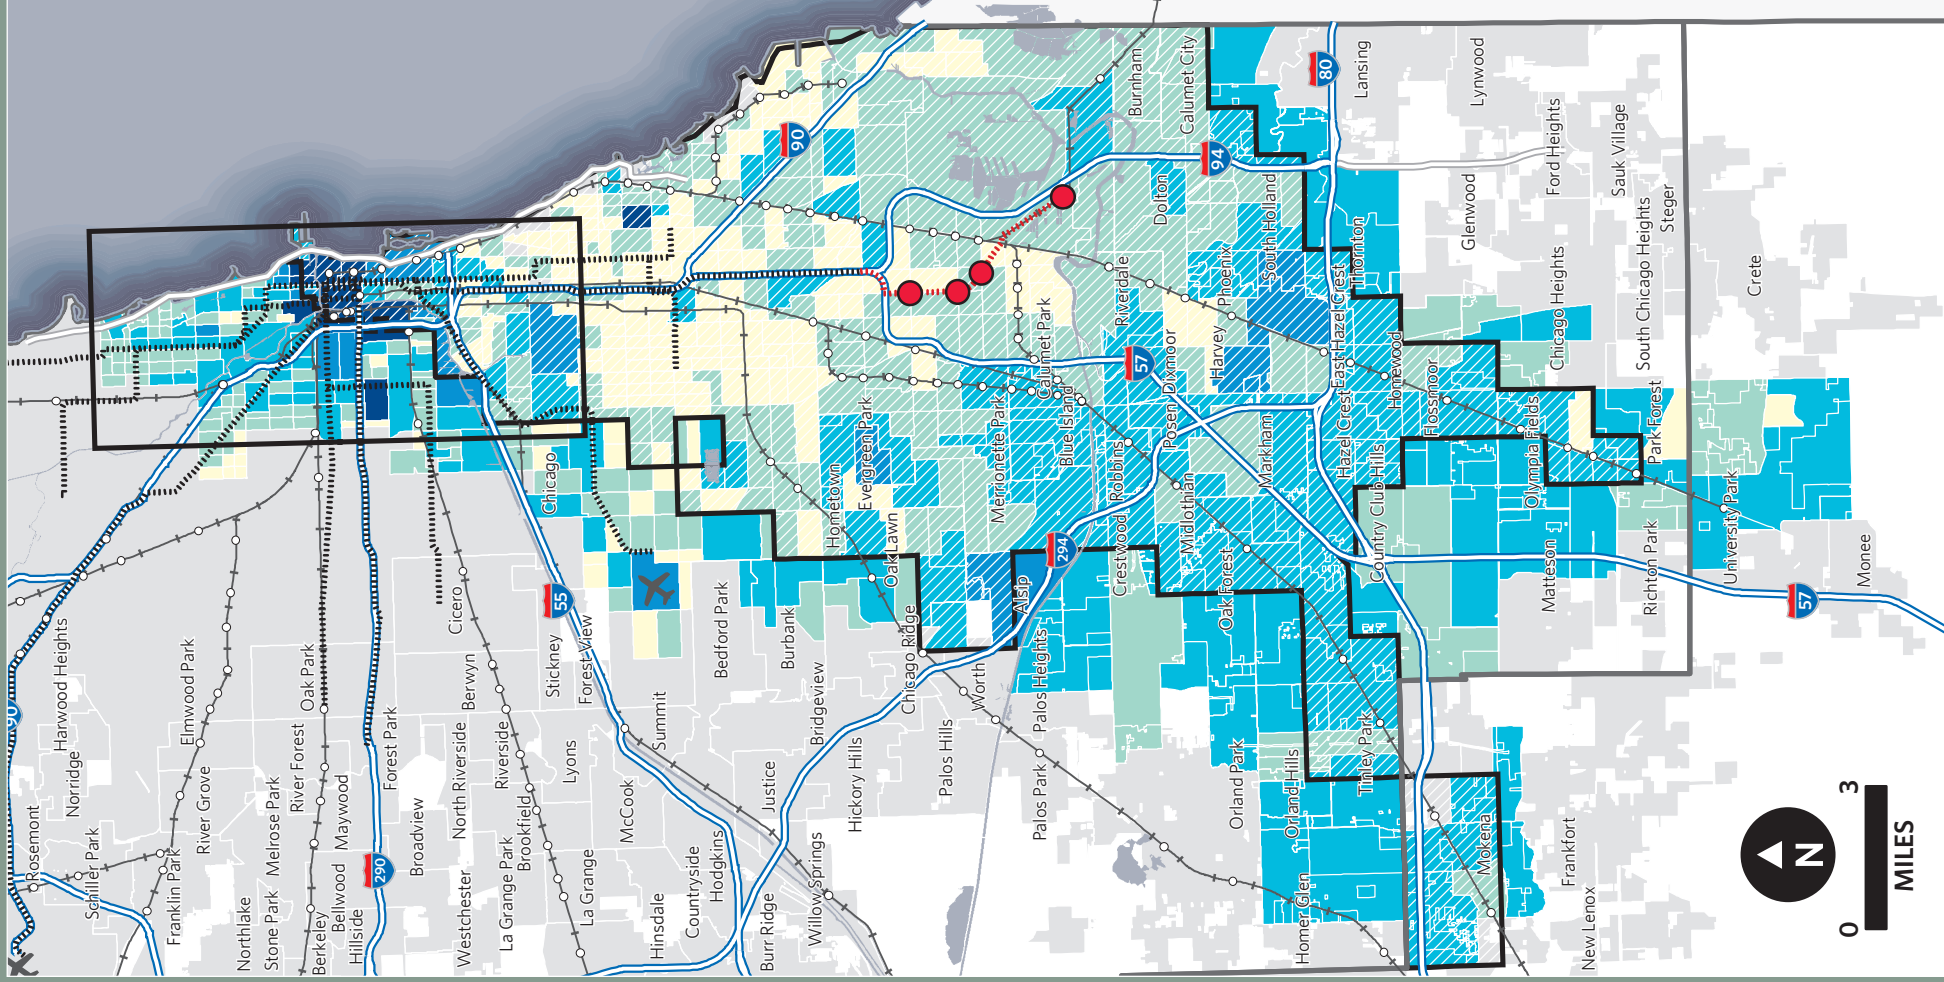 Rosemont
Schiller Park
Norridge
Harwood Heights
90
Franklin Park
River Grove
Elmwood Park
Northlake
Stone Park
Melrose Park
River Forest
Oak Park
Berkeley
Bellwood
Maywood
Hillside
290
Forest Park
Broadview
Westchester
North Riverside
Cicero
Berwyn
La Grange Park
Brookfield
Riverside
La Grange
Lyons
Stickney
Forest View
55
Chicago
McCook
Summit
Hinsdale
Countryside
Hodgkins
Burr Ridge
Willow Springs
Justice
Bedford Park
Burbank
Bridgeview
Hickory Hills
Hometown
Evergreen Park
Oak Lawn
Chicago Ridge
Palos Hills
Worth
Merrionette Park
Alsip
Palos Heights
Palos Park
294
Calumet Park
Blue Island
Robbins
Crestwood
Riverdale
57
Posen
Dixmoor
Midlothian
Harvey
Phoenix
Dolton
Burnham
Calumet City
90
94
South Holland
Markham
Oak Forest
Orland Park
Orland Hills
Homer Glen
Tinley Park
Country Club Hills
Hazel Crest
East Hazel Crest
Thornton
80
Lansing
Homewood
Flossmoor
Glenwood
Lynwood
Mokena
Olympia Fields
Matteson
Chicago Heights
Ford Heights
Frankfort
New Lenox
Richton Park
Park Forest
South Chicago Heights
Steger
Sauk Village
University Park
Crete
57
Monee
N
0
3
MILES